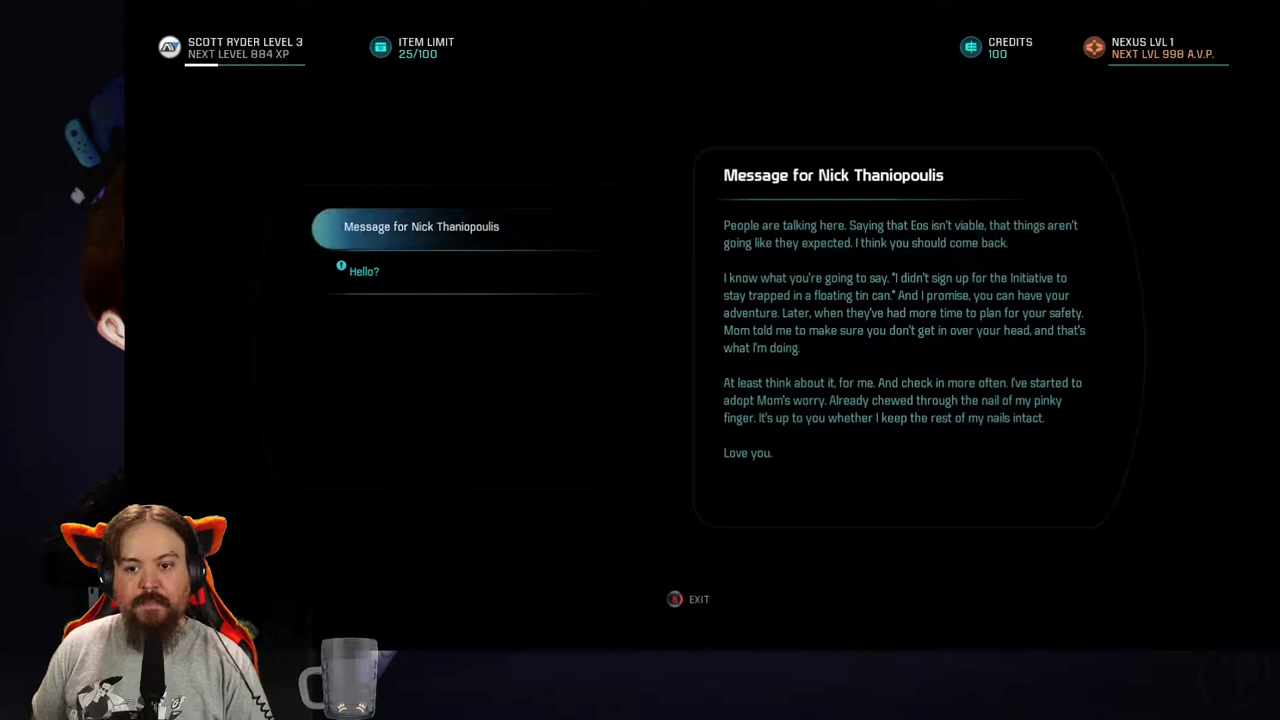 SCOTT RYDER LEVEL 3
NEXT LEVEL 884 XP
ITEM LIMIT
25/100
CREDITS
100
NEXUS LVL 1
NEXT LVL 998 A.V.P.
Message for Nick Thaniopoulis
Hello?
Message for Nick Thaniopoulis
People are talking here. Saying that Eos isn't viable, that things aren't
going like they expected. I think you should come back.
I know what you're going to say. "I didn't sign up for the Initiative to
stay trapped in a floating tin can." And I promise, you can have your
adventure. Later, when they've had more time to plan for your safety.
Mom told me to make sure you don't get in over your head, and that's
what I'm doing.
At least think about it, for me. And check in more often. I've started to
adopt Mom's worry. Already chewed through the nail of my pinky
finger. It's up to you whether I keep the rest of my nails intact.
Love you.
B EXIT